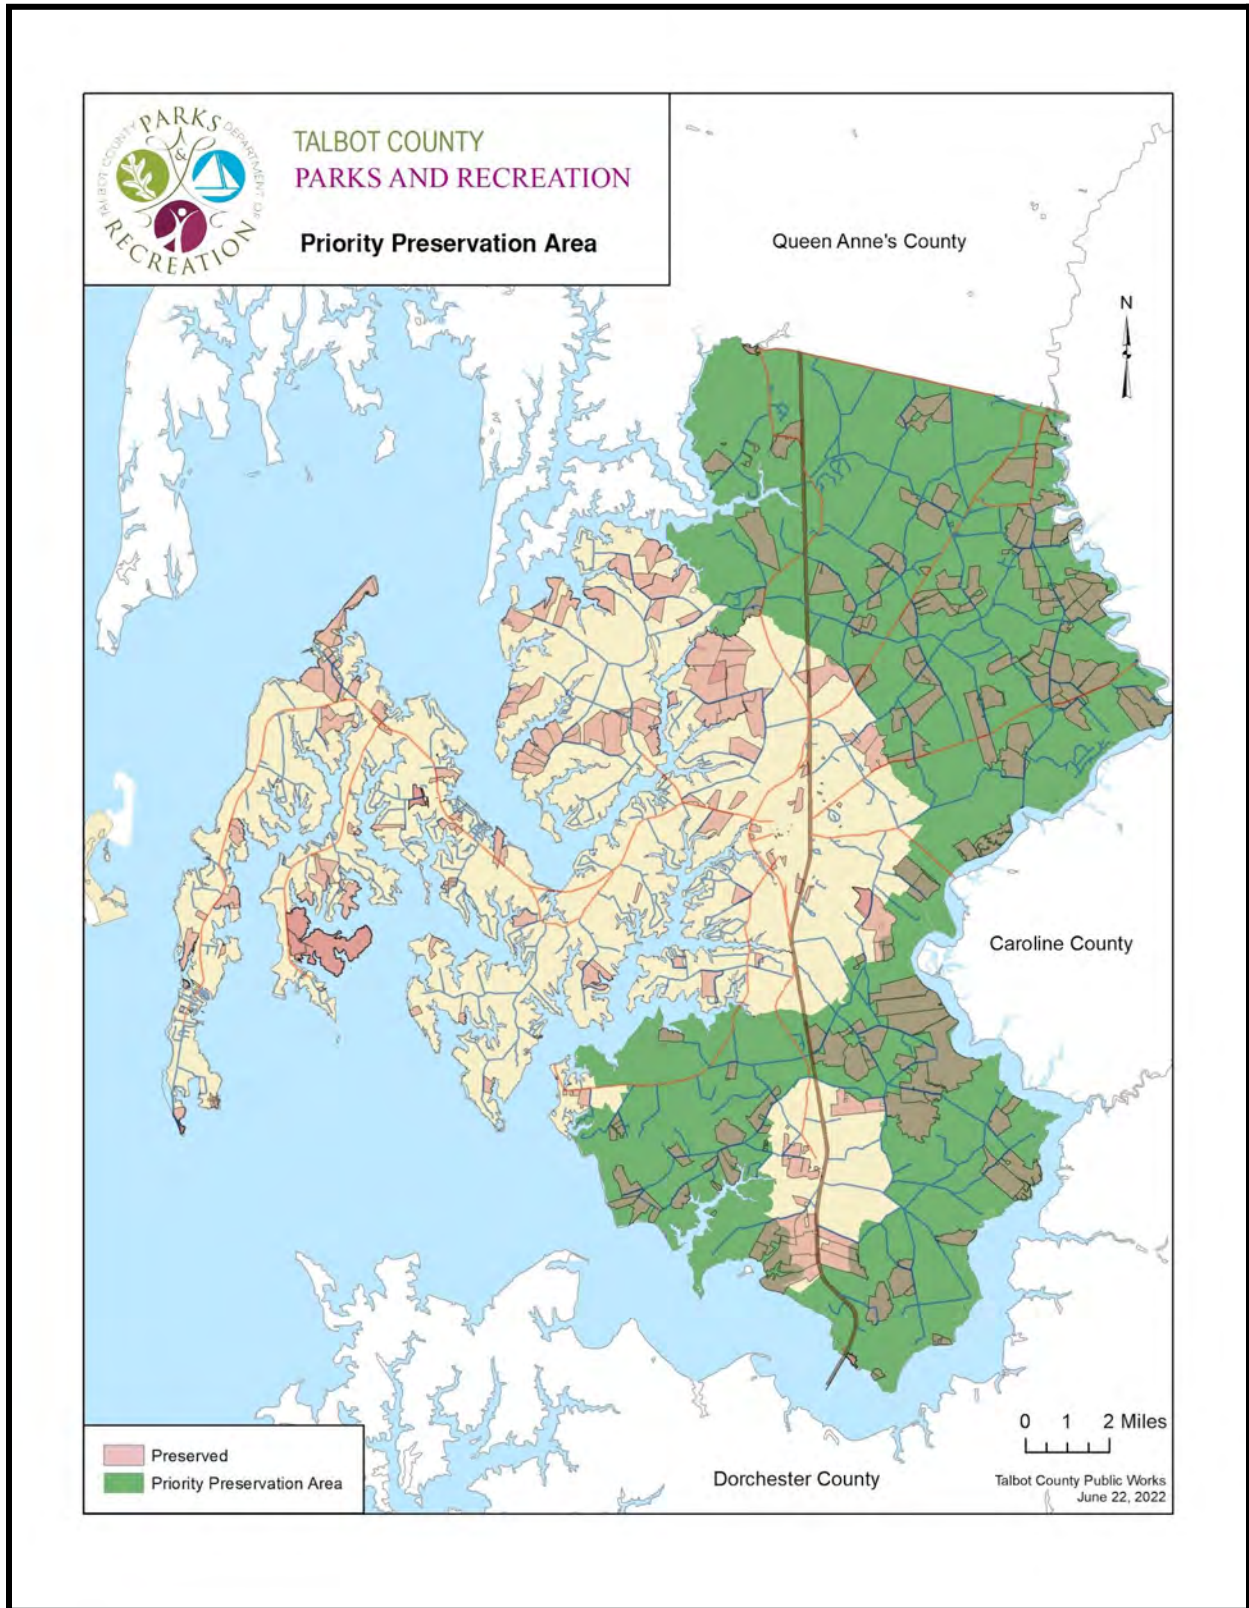 TALBOT COUNTY PARKS & RECREATION DEPARTMENT OF
TALBOT COUNTY
PARKS AND RECREATION
Priority Preservation Area
Queen Anne's County
N
Caroline County
0 1 2 Miles
Preserved
Priority Preservation Area
Dorchester County
Talbot County Public Works
June 22, 2022